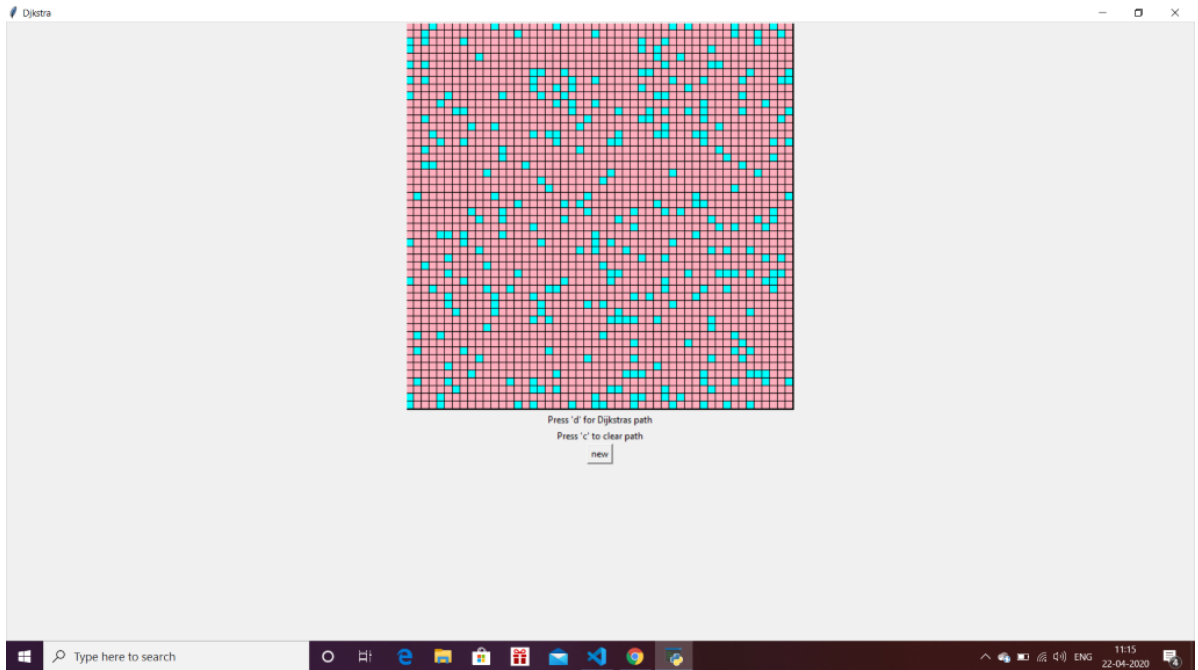 Djkstra
Press 'd' for Dijkstras path
Press 'c' to clear path
new
Type here to search
ENG
11:15
22-04-2020
4